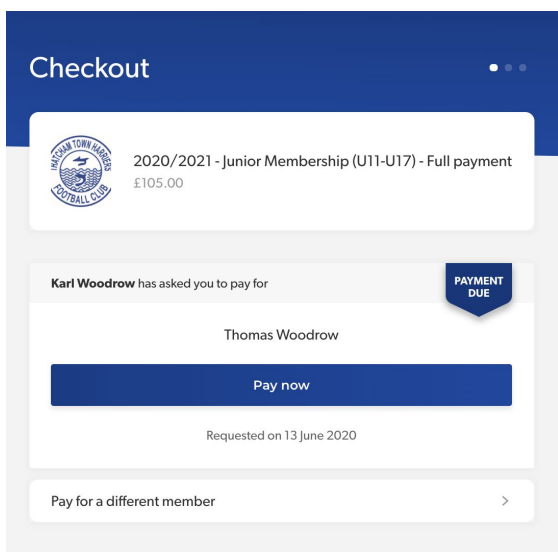 Checkout
THATCHAM TOWN HARRIERS
FOOTBALL CLUB
2020/2021 - Junior Membership (U11-U17) - Full payment
£105.00
Karl Woodrow has asked you to pay for
PAYMENT
DUE
Thomas Woodrow
Pay now
Requested on 13 June 2020
Pay for a different member